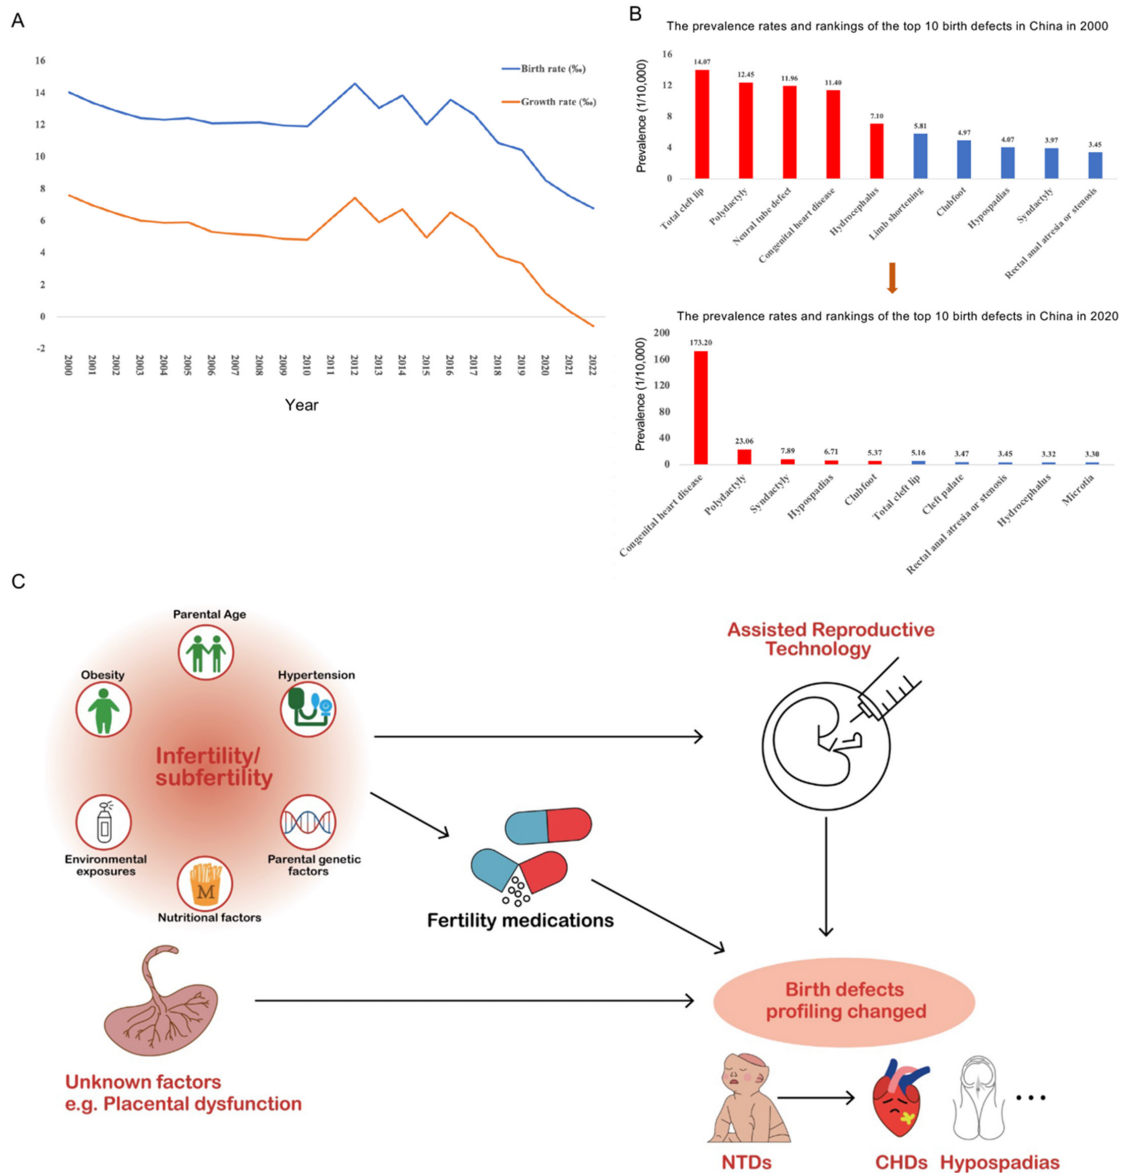 A
16
14
12
10
8
6
4
2
0
-2
Birth rate (‰)
Growth rate (‰)
2000
2001
2002
2003
2004
2005
2006
2007
2008
2009
2010
2011
2012
2013
2014
2015
2016
2017
2018
2019
2020
2021
2022
Year
B
The prevalence rates and rankings of the top 10 birth defects in China in 2000
Prevalence (1/10,000)
16
12
8
4
0
14.07
12.45
11.96
11.40
7.10
5.81
4.97
4.07
3.97
3.45
Total cleft lip
Polydactyly
Neural tube defect
Congenital heart disease
Hydrocephalus
Limb shortening
Clubfoot
Hypospadias
Syndactyly
Rectal anal atresia or stenosis
The prevalence rates and rankings of the top 10 birth defects in China in 2020
Prevalence (1/10,000)
200
160
120
80
40
0
173.20
23.06
7.89
6.71
5.37
5.16
3.47
3.45
3.32
3.30
Congenital heart disease
Polydactyly
Syndactyly
Hypospadias
Clubfoot
Total cleft lip
Cleft palate
Rectal anal atresia or stenosis
Hydrocephalus
Microtia
C
Parental Age
Obesity
Hypertension
Infertility/
subfertility
Environmental
exposures
Parental genetic
factors
M
Nutritional factors
Assisted Reproductive
Technology
Fertility medications
Unknown factors
e.g. Placental dysfunction
Birth defects
profiling changed
NTDs
CHDs
Hypospadias
...